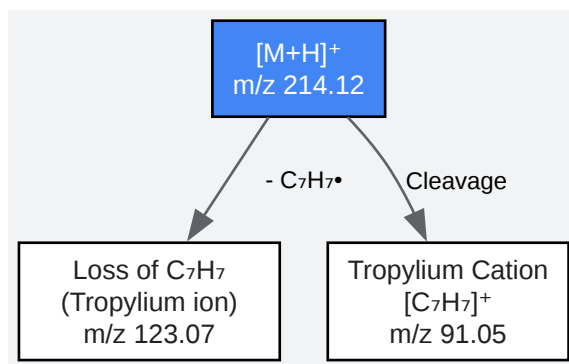 [M+H]⁺
m/z 214.12
- C₇H₇•
Cleavage
Loss of C₇H₇
(Tropylium ion)
m/z 123.07
Tropylium Cation
[C₇H₇]⁺
m/z 91.05